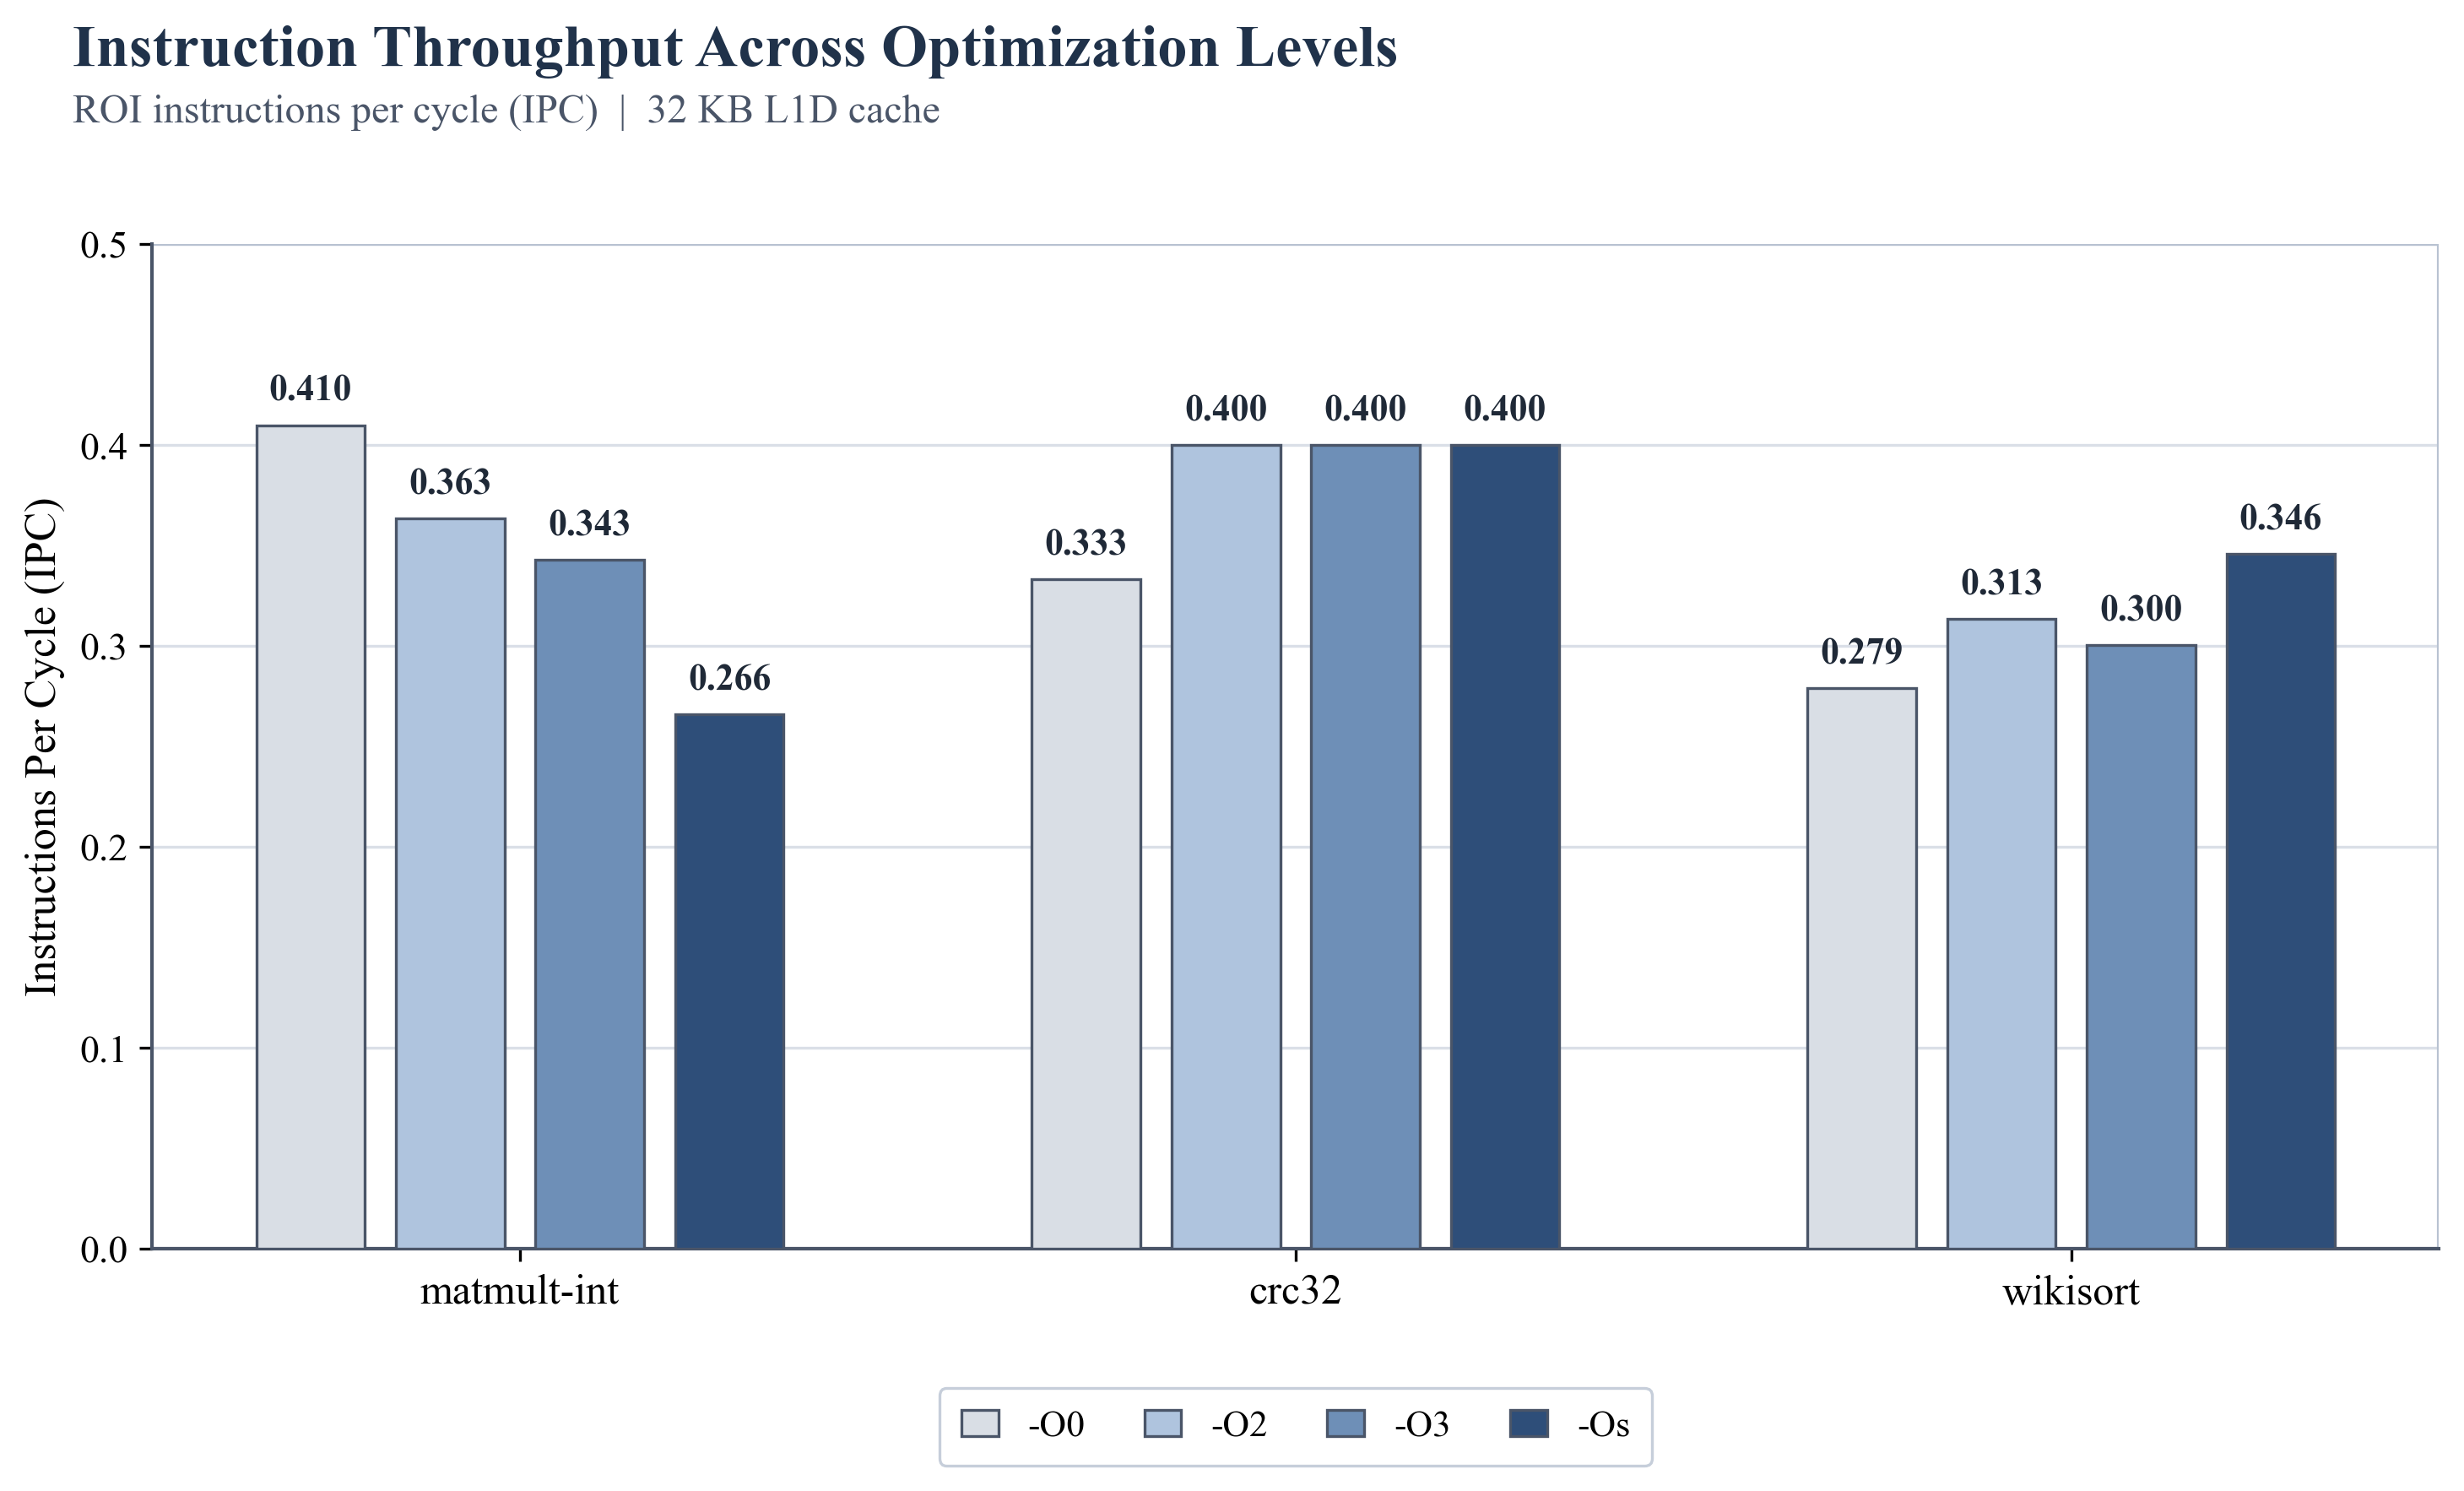 Instruction Throughput Across Optimization Levels
ROI instructions per cycle (IPC) | 32 KB L1D cache
Instructions Per Cycle (IPC)
0.5
0.4
0.3
0.2
0.1
0.0
0.410
0.363
0.343
0.266
0.333
0.400
0.400
0.400
0.279
0.313
0.300
0.346
matmult-int
crc32
wikisort
-O0
-O2
-O3
-Os